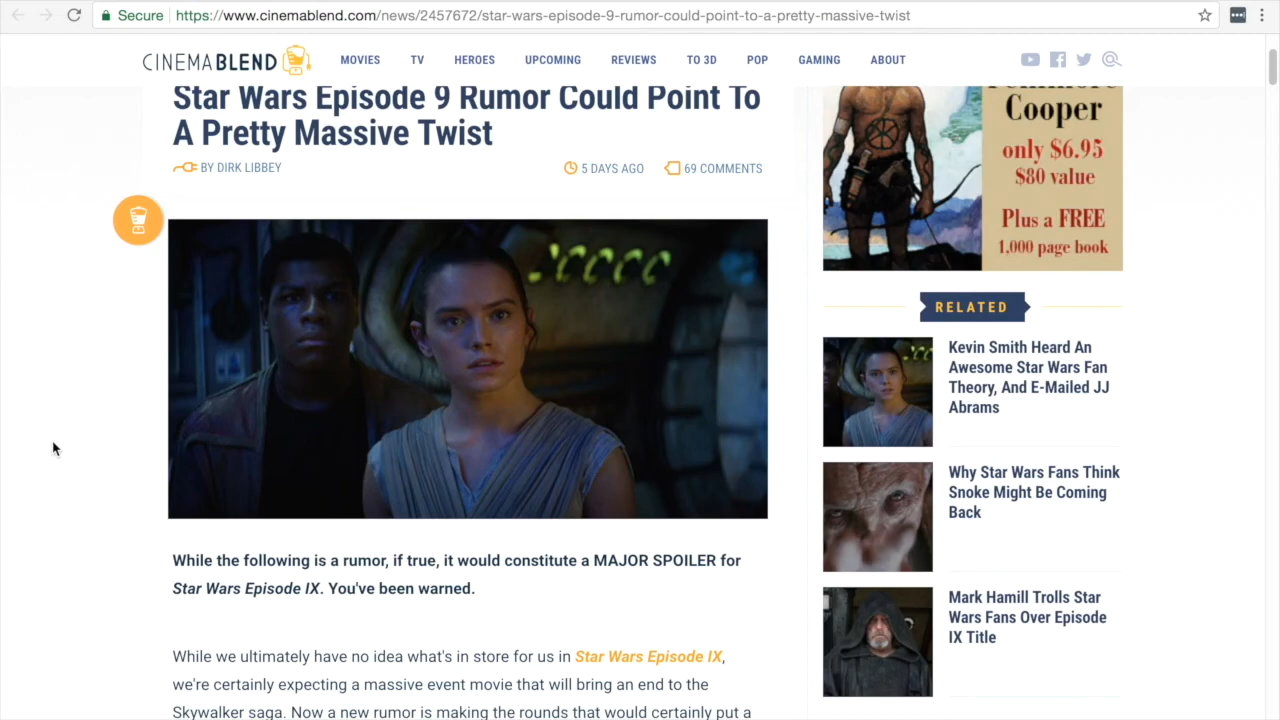 Secure
https://www.cinemablend.com/news/2457672/star-wars-episode-9-rumor-could-point-to-a-pretty-massive-twist
CINEMABLEND MOVIES TV HEROES UPCOMING REVIEWS TO 3D POP GAMING ABOUT
Star Wars Episode 9 Rumor Could Point To
A Pretty Massive Twist
BY DIRK LIBBEY 5 DAYS AGO 69 COMMENTS
While the following is a rumor, if true, it would constitute a MAJOR SPOILER for
Star Wars Episode IX. You've been warned.
While we ultimately have no idea what's in store for us in Star Wars Episode IX,
we're certainly expecting a massive event movie that will bring an end to the
Skywalker saga. Now a new rumor is making the rounds that would certainly put a
Cooper
only $6.95
$80 value
Plus a FREE
1,000 page book
RELATED
Kevin Smith Heard An
Awesome Star Wars Fan
Theory, And E-Mailed JJ
Abrams
Why Star Wars Fans Think
Snoke Might Be Coming
Back
Mark Hamill Trolls Star
Wars Fans Over Episode
IX Title